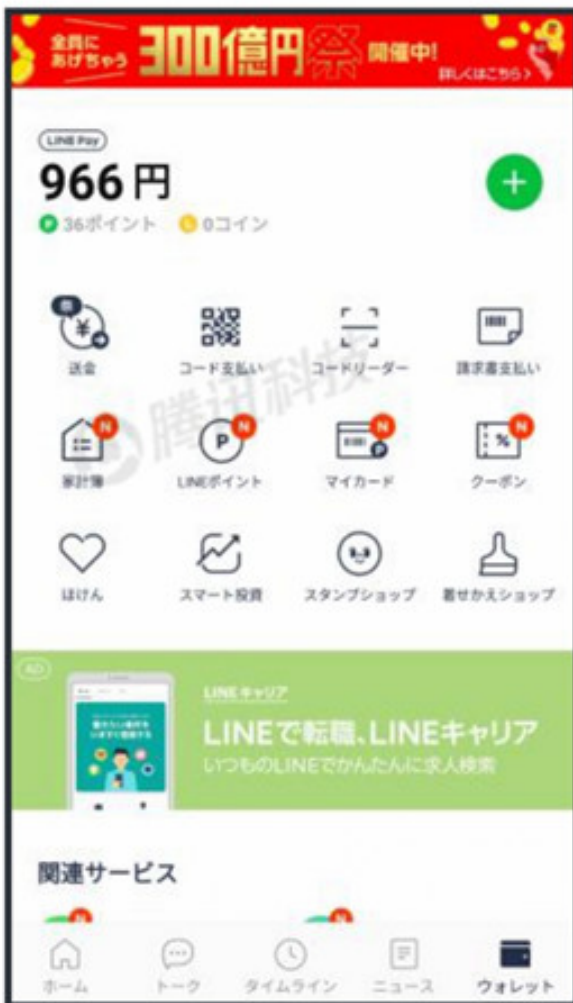 全員に
あげちゃう
300億円祭 開催中!
詳しくはこちら>
LINE Pay
966円
P 36ポイント L 0コイン
送金 コード支払い コードリーダー 請求書支払い
N N N N
家計簿 LINEポイント マイカード クーポン
ほけん スマート投資 スタンプショップ 着せかえショップ
腾讯科技
AD
LINE キャリア
LINEで転職、LINEキャリア
いつものLINEでかんたんに求人検索
関連サービス
N N
ホーム トーク タイムライン ニュース ウォレット